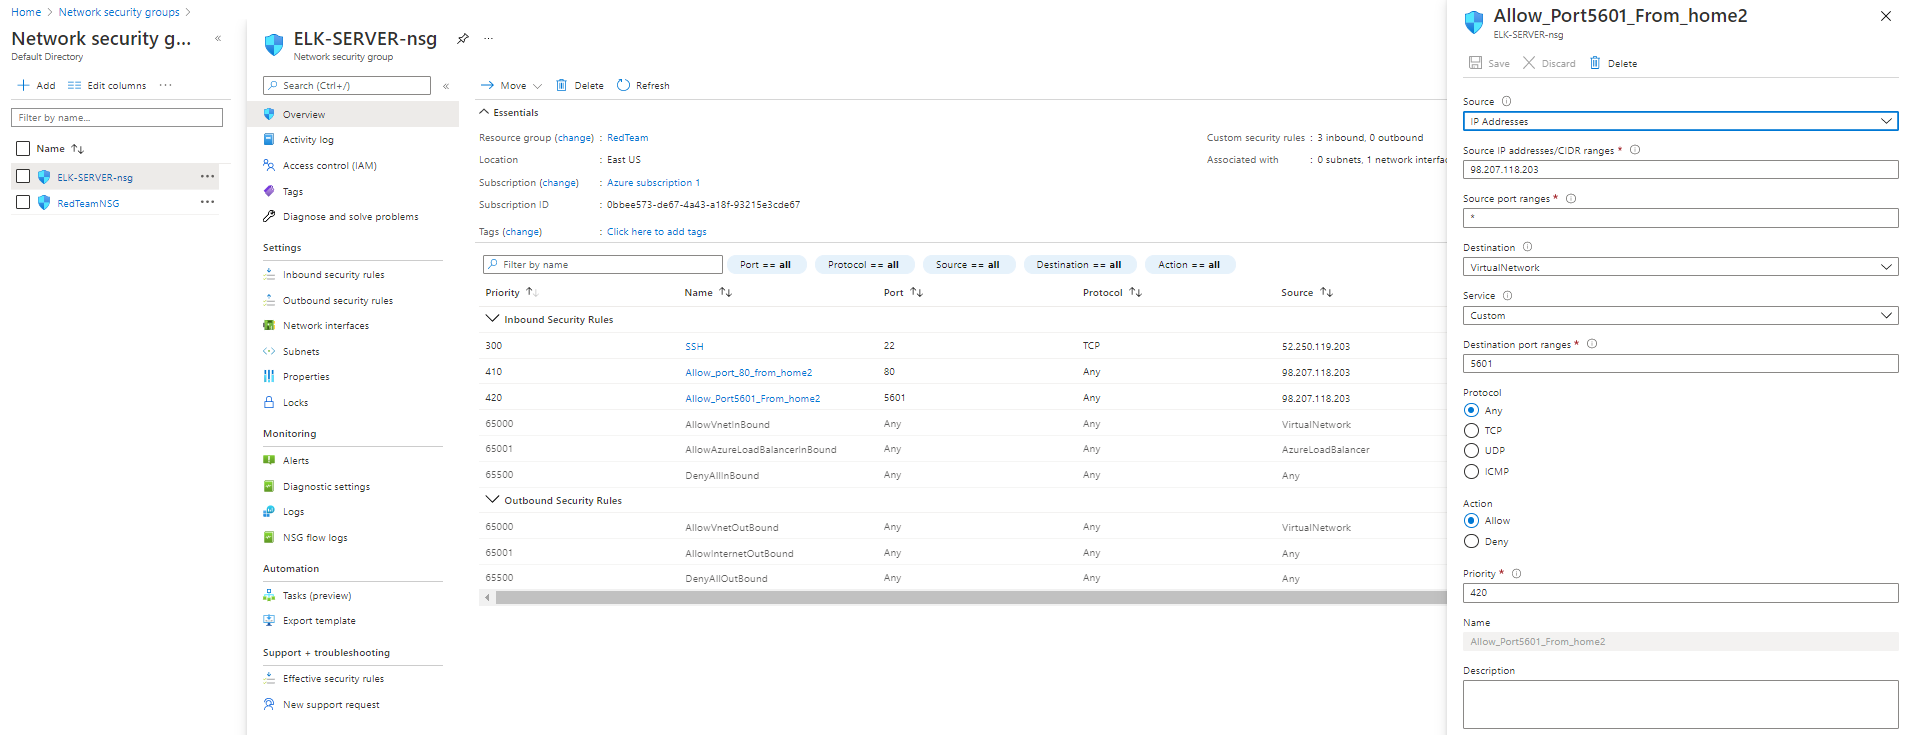 Home > Network security groups >
Network security g... «
Default Directory
Add Edit columns ...
Filter by name...
Name ↑↓
ELK-SERVER-nsg ...
RedTeamNSG ...
ELK-SERVER-nsg ...
Network security group
Search (Ctrl+/) «
Overview
Activity log
Access control (IAM)
Tags
Diagnose and solve problems
Settings
Inbound security rules
Outbound security rules
Network interfaces
Subnets
Properties
Locks
Monitoring
Alerts
Diagnostic settings
Logs
NSG flow logs
Automation
Tasks (preview)
Export template
Support + troubleshooting
Effective security rules
New support request
Move Delete Refresh
Essentials
Resource group (change) : RedTeam
Location : East US
Subscription (change) : Azure subscription 1
Subscription ID : 0bbee573-de67-4a43-a18f-93215e3cde67
Tags (change) : Click here to add tags
Custom security rules : 3 inbound, 0 outbound
Associated with : 0 subnets, 1 network interfac
Filter by name Port == all Protocol == all Source == all Destination == all Action == all
Priority ↑↓ Name ↑↓ Port ↑↓ Protocol ↑↓ Source ↑↓
Inbound Security Rules
300 SSH 22 TCP 52.250.119.203
410 Allow_port_80_from_home2 80 Any 98.207.118.203
420 Allow_Port5601_From_home2 5601 Any 98.207.118.203
65000 AllowVnetInBound Any Any VirtualNetwork
65001 AllowAzureLoadBalancerInBound Any Any AzureLoadBalancer
65500 DenyAllInBound Any Any Any
Outbound Security Rules
65000 AllowVnetOutBound Any Any VirtualNetwork
65001 AllowInternetOutBound Any Any Any
65500 DenyAllOutBound Any Any Any
Allow_Port5601_From_home2
ELK-SERVER-nsg
Save Discard Delete
Source
IP Addresses
Source IP addresses/CIDR ranges *
98.207.118.203
Source port ranges *
*
Destination
VirtualNetwork
Service
Custom
Destination port ranges *
5601
Protocol
Any
TCP
UDP
ICMP
Action
Allow
Deny
Priority *
420
Name
Allow_Port5601_From_home2
Description